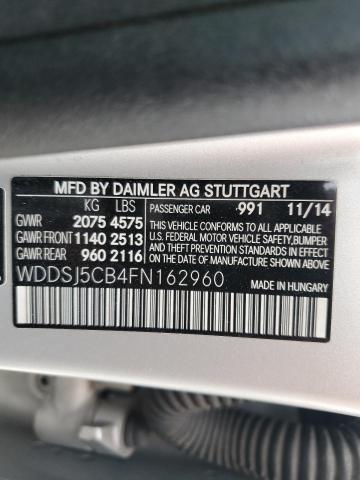 MFD BY DAIMLER AG STUTTGART
KG LBS
GVWR 2075 4575
GAWR FRONT 1140 2513
GAWR REAR 960 2116
PASSENGER CAR 991 11/14
THIS VEHICLE CONFORMS TO ALL APPLICABLE
U.S. FEDERAL MOTOR VEHICLE SAFETY, BUMPER
AND THEFT PREVENTION STANDARDS IN EFFECT
ON THE DATE OF MANUFACTURE SHOWN ABOVE.
WDDSJ5CB4FN162960
MADE IN HUNGARY